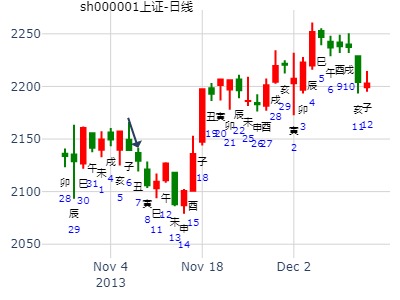 sh000001上证-日线
2250
2200
2150
2100
2050
卯
28
辰
29
巳
30
午
31
未
1
戌
4
亥
5
子
6
丑
7
寅
8
巳
11
午
12
未
13
申
14
酉
15
子
18
丑
19
寅
20
卯
21
辰
22
未
25
申
26
酉
27
戌
28
亥
29
寅
2
卯
3
辰
4
巳
5
午
6
酉
9
戌
10
亥
11
子
12
Nov 4
2013
Nov 18
Dec 2